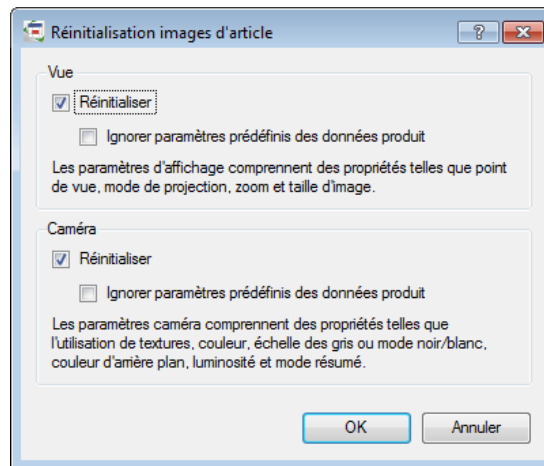 Réinitialisation images d'article
Vue
Réinitialiser
Ignorer paramètres prédéfinis des données produit
Les paramètres d'affichage comprennent des propriétés telles que point
de vue, mode de projection, zoom et taille d'image.
Caméra
Réinitialiser
Ignorer paramètres prédéfinis des données produit
Les paramètres caméra comprennent des propriétés telles que
l'utilisation de textures, couleur, échelle des gris ou mode noir/blanc,
couleur d'arrière plan, luminosité et mode résumé.
OK
Annuler